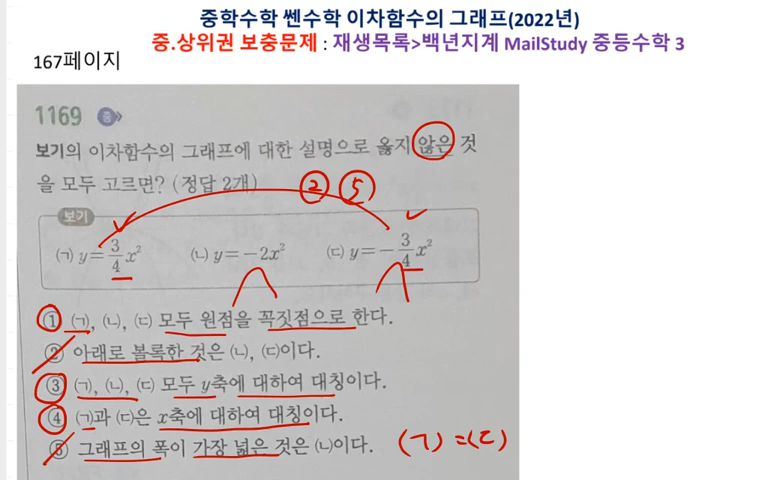 중학수학 쎈수학 이차함수의 그래프(2022년)
중.상위권 보충문제 : 재생목록>백년지계 MailStudy 중등수학 3
167페이지
1169 중
보기의 이차함수의 그래프에 대한 설명으로 옳지 않은 것
을 모두 고르면? (정답 2개) ② ⑤
보기
(ㄱ) y=3/4x² (ㄴ) y=-2x² (ㄷ) y=-3/4x²
① (ㄱ), (ㄴ), (ㄷ) 모두 원점을 꼭짓점으로 한다.
② 아래로 볼록한 것은 (ㄴ), (ㄷ)이다.
③ (ㄱ), (ㄴ), (ㄷ) 모두 y축에 대하여 대칭이다.
④ (ㄱ)과 (ㄷ)은 x축에 대하여 대칭이다.
⑤ 그래프의 폭이 가장 넓은 것은 (ㄴ)이다. (ㄱ)=(ㄷ)